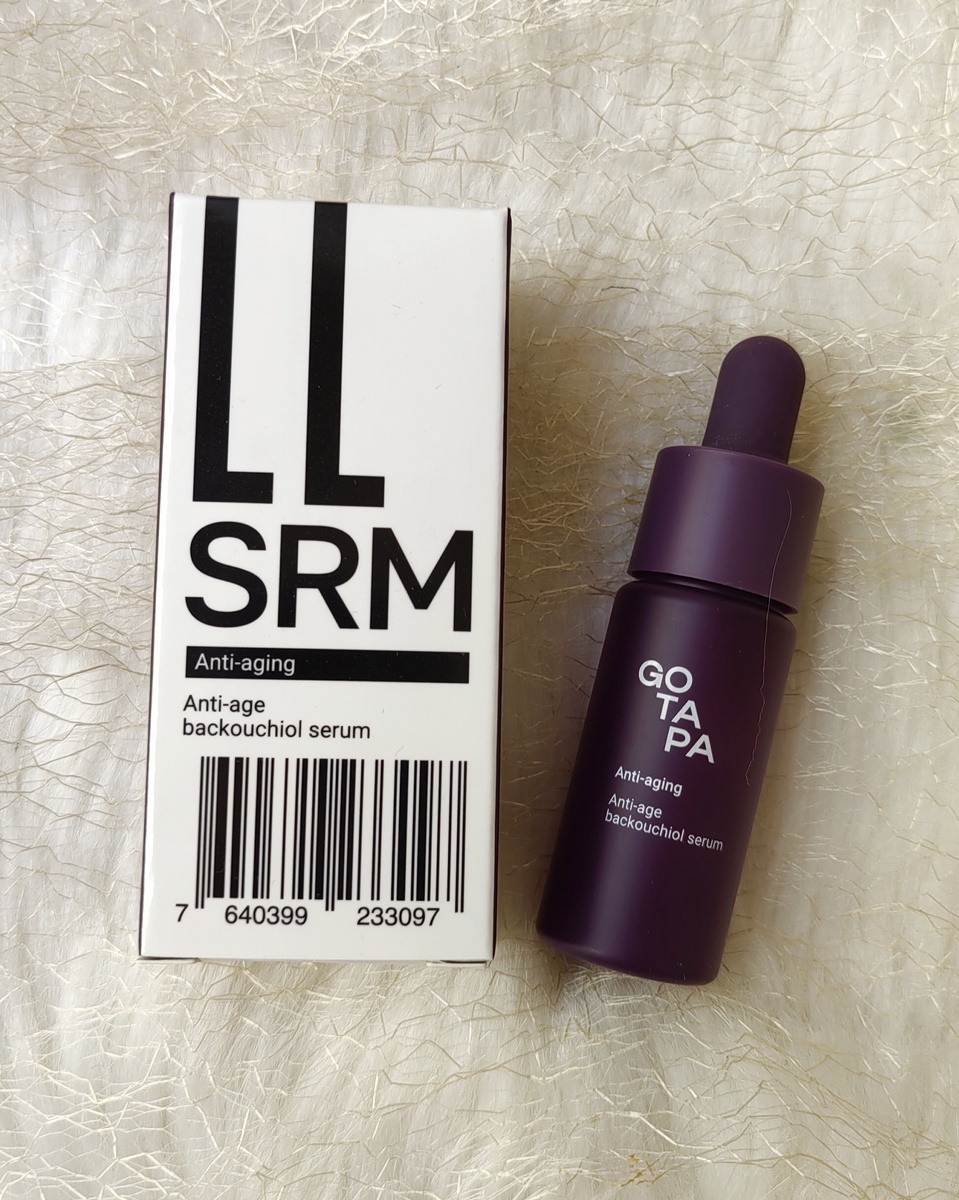 LL
SRM
Anti-aging
Anti-age
backouchiol serum
7 640399 233097
GO
TA
PA
Anti-aging
Anti-age
backouchiol serum